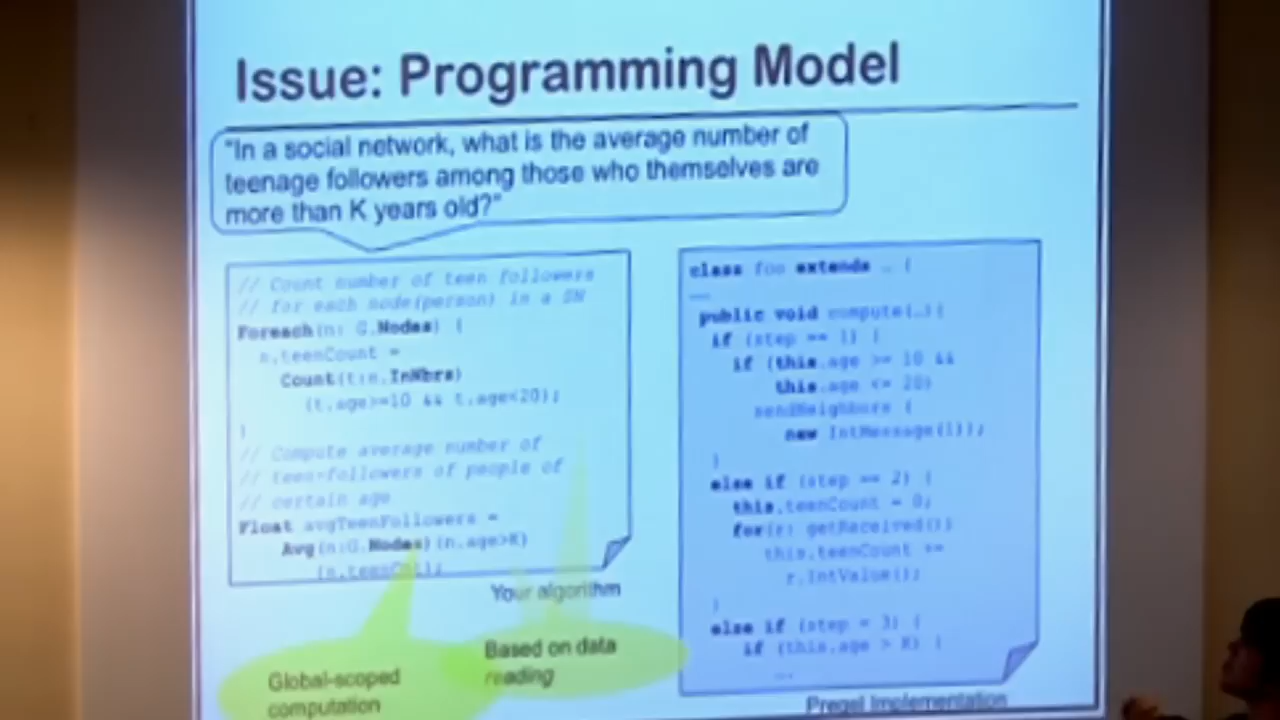 Issue: Programming Model
"In a social network, what is the average number of
teenage followers among those who themselves are
more than K years old?"
// Count number of teen followers
// for each node(person) in a SN
Foreach(n: G.Nodes) {
n.teenCount =
Count(t:n.InNbrs)
(t.age>=10 && t.age<20);
}
// Compute average number of
// teen-followers of people of
// certain age
Float avgTeenFollowers =
Avg(n:G.Nodes)(n.age>K)
Your algorithm
Global-scoped
computation
Based on data
reading
class foo extends … {
…
public void compute(…){
if (step == 1) {
if (this.age >= 10 &&
this.age <= 20)
sendNeighbors (
new IntMessage(1));
}
else if (step == 2) {
this.teenCount = 0;
for(r: getReceived())
this.teenCount +=
r.IntValue();
}
else if (step = 3) {
if (this.age > K) {
…
Pregel Implementation